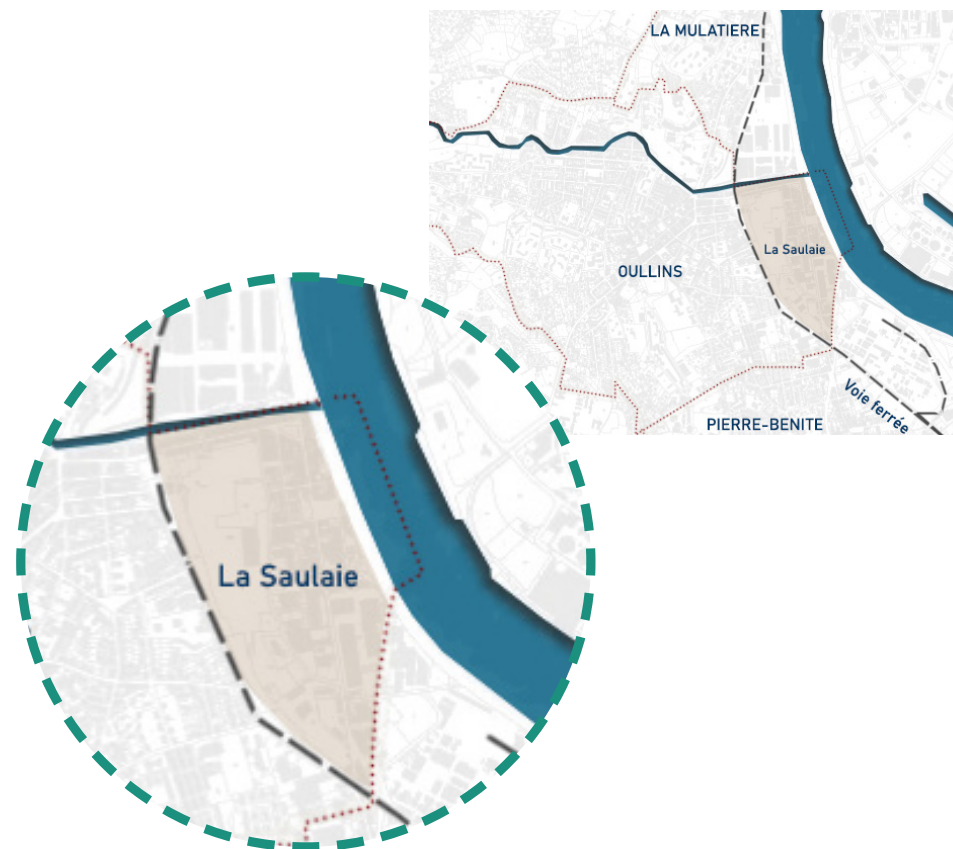 LA MULATIERE
La Saulaie
OULLINS
Voie ferrée
PIERRE-BENITE
La Saulaie